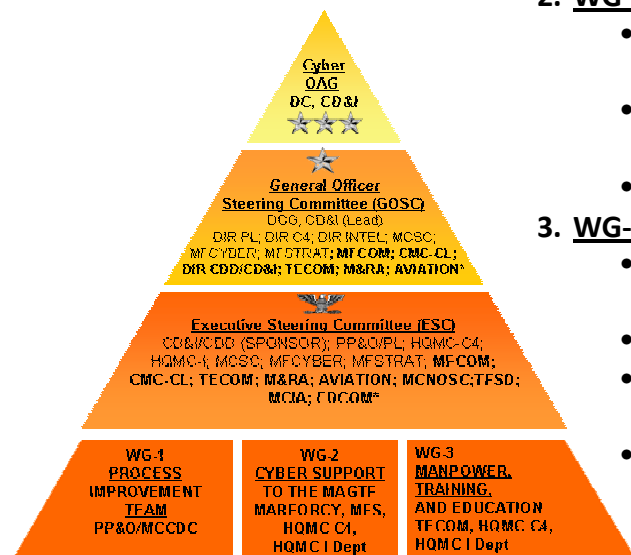 Cyber
OAG
DC, CD&I
General Officer
Steering Committee (GOSC)
DCG, CD&I (Lead)
DIR PL; DIR C4; DIR INTEL; MCSC;
MFCYBER; MFSTRAT; MFCOM; CMC-CL;
DIR CDD/CD&I; TECOM; M&RA; AVIATION*
Executive Steering Committee (ESC)
CD&I/CDD (SPONSOR); PP&O/PL; HQMC-C4;
HQMC-I; MCSC; MFCYBER; MFSTRAT; MFCOM;
CMC-CL; TECOM; M&RA; AVIATION; MCNOSC;TFSD;
MCIA; EDCOM*
WG-1
PROCESS
IMPROVEMENT
TEAM
PP&O/MCCDC
WG-2
CYBER SUPPORT
TO THE MAGTF
MARFORCY, MFS,
HQMC C4,
HQMC I Dept
WG-3
MANPOWER,
TRAINING,
AND EDUCATION
TECOM, HQMC C4,
HQMC I Dept
2. WG-
•
•
•
3. WG-
•
•
•
•